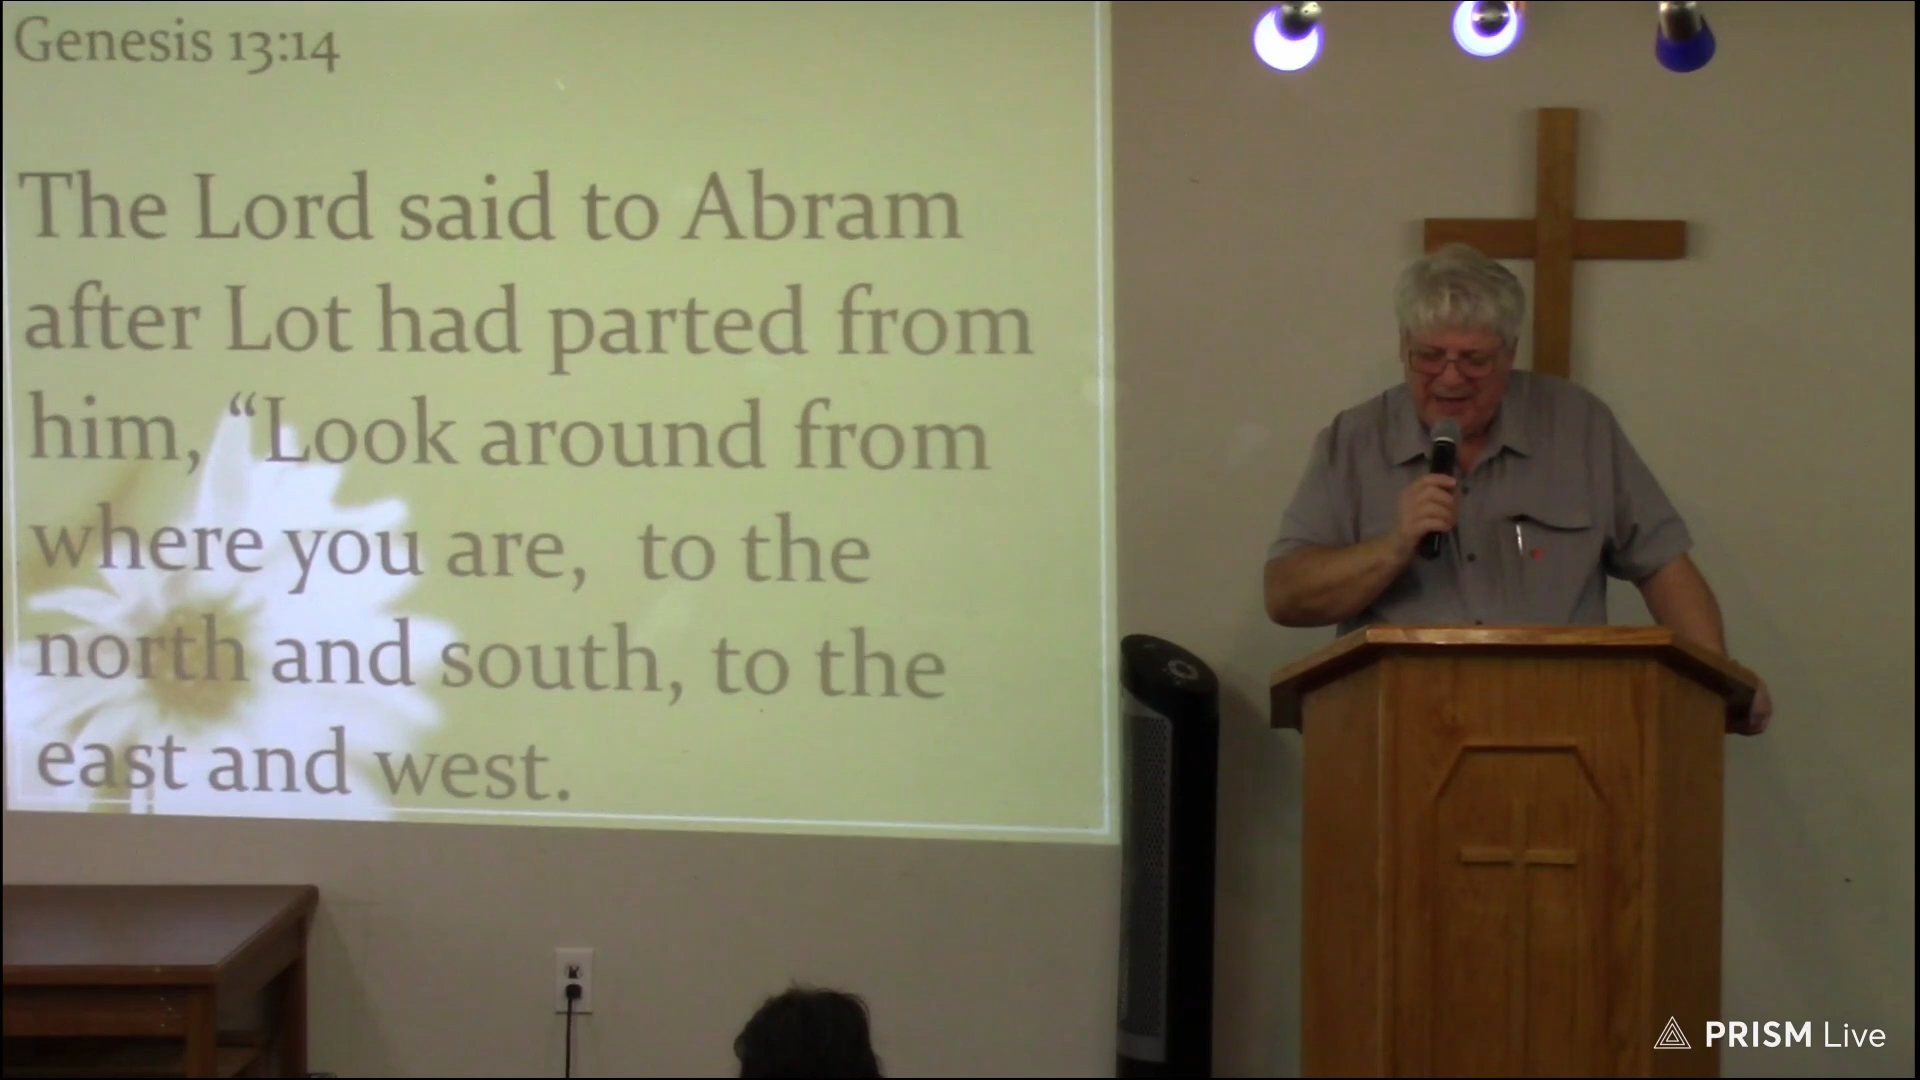 Genesis 13:14
The Lord said to Abram
after Lot had parted from
him, “Look around from
where you are, to the
north and south, to the
east and west.
PRISM Live